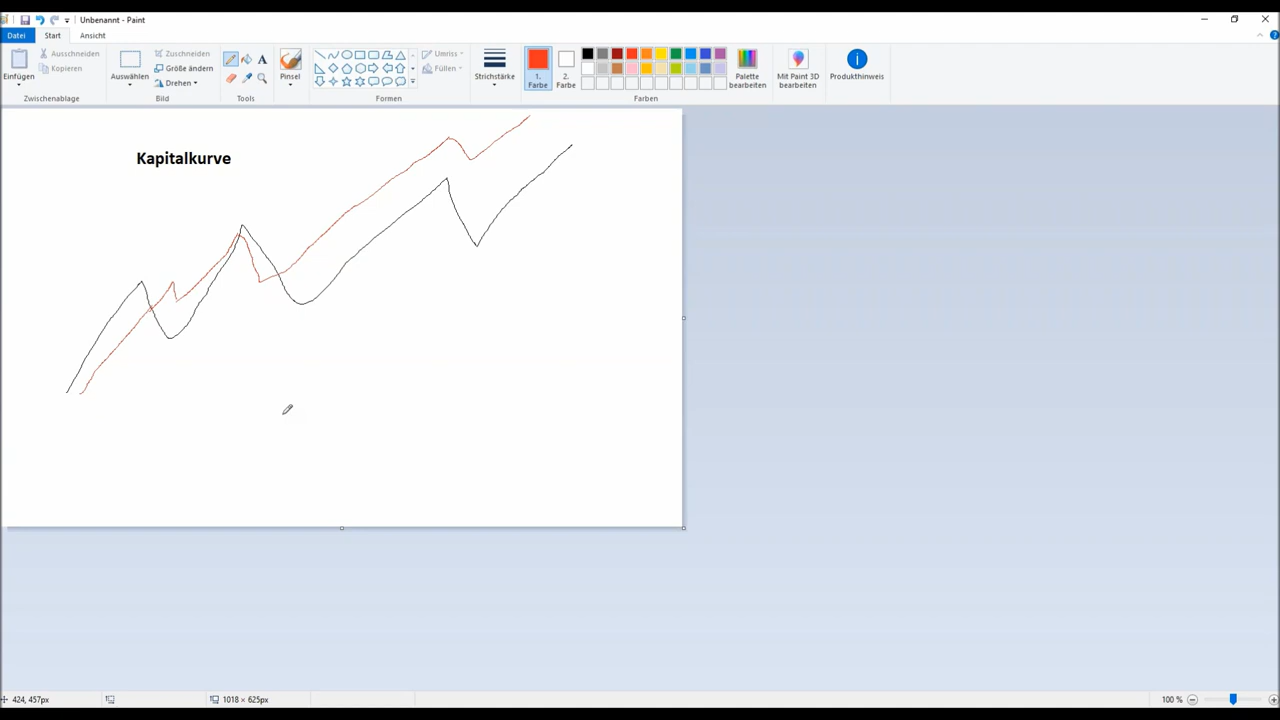 Unbenannt - Paint
Datei Start Ansicht
Einfügen
Ausschneiden
Kopieren
Zwischenablage
Auswählen
Zuschneiden
Größe ändern
Drehen
Bild
A
Tools
Pinsel
Formen
Umriss
Füllen
Strichstärke
1.
Farbe
2.
Farbe
Farben
Palette
bearbeiten
Mit Paint 3D
bearbeiten
Produkthinweis
Kapitalkurve
424, 457px
1018 × 625px
100 %